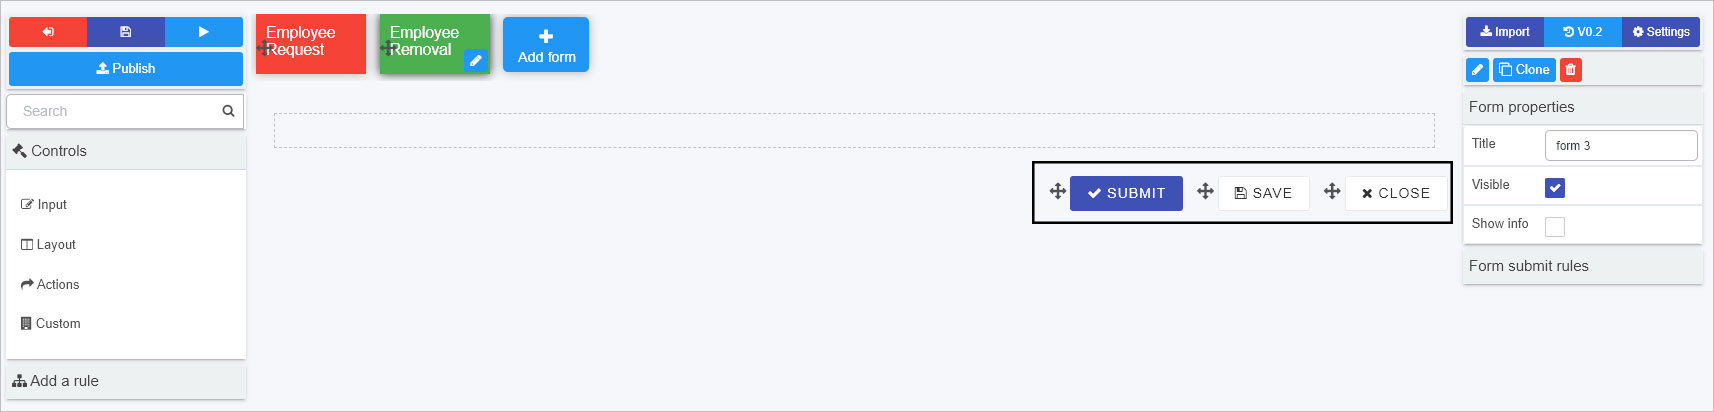 Publish
Search
Controls
Input
Layout
Actions
Custom
Add a rule
Employee
Request
Employee
Removal
Add form
SUBMIT
SAVE
CLOSE
Import
V0.2
Settings
Clone
Form properties
Title
form 3
Visible
Show info
Form submit rules